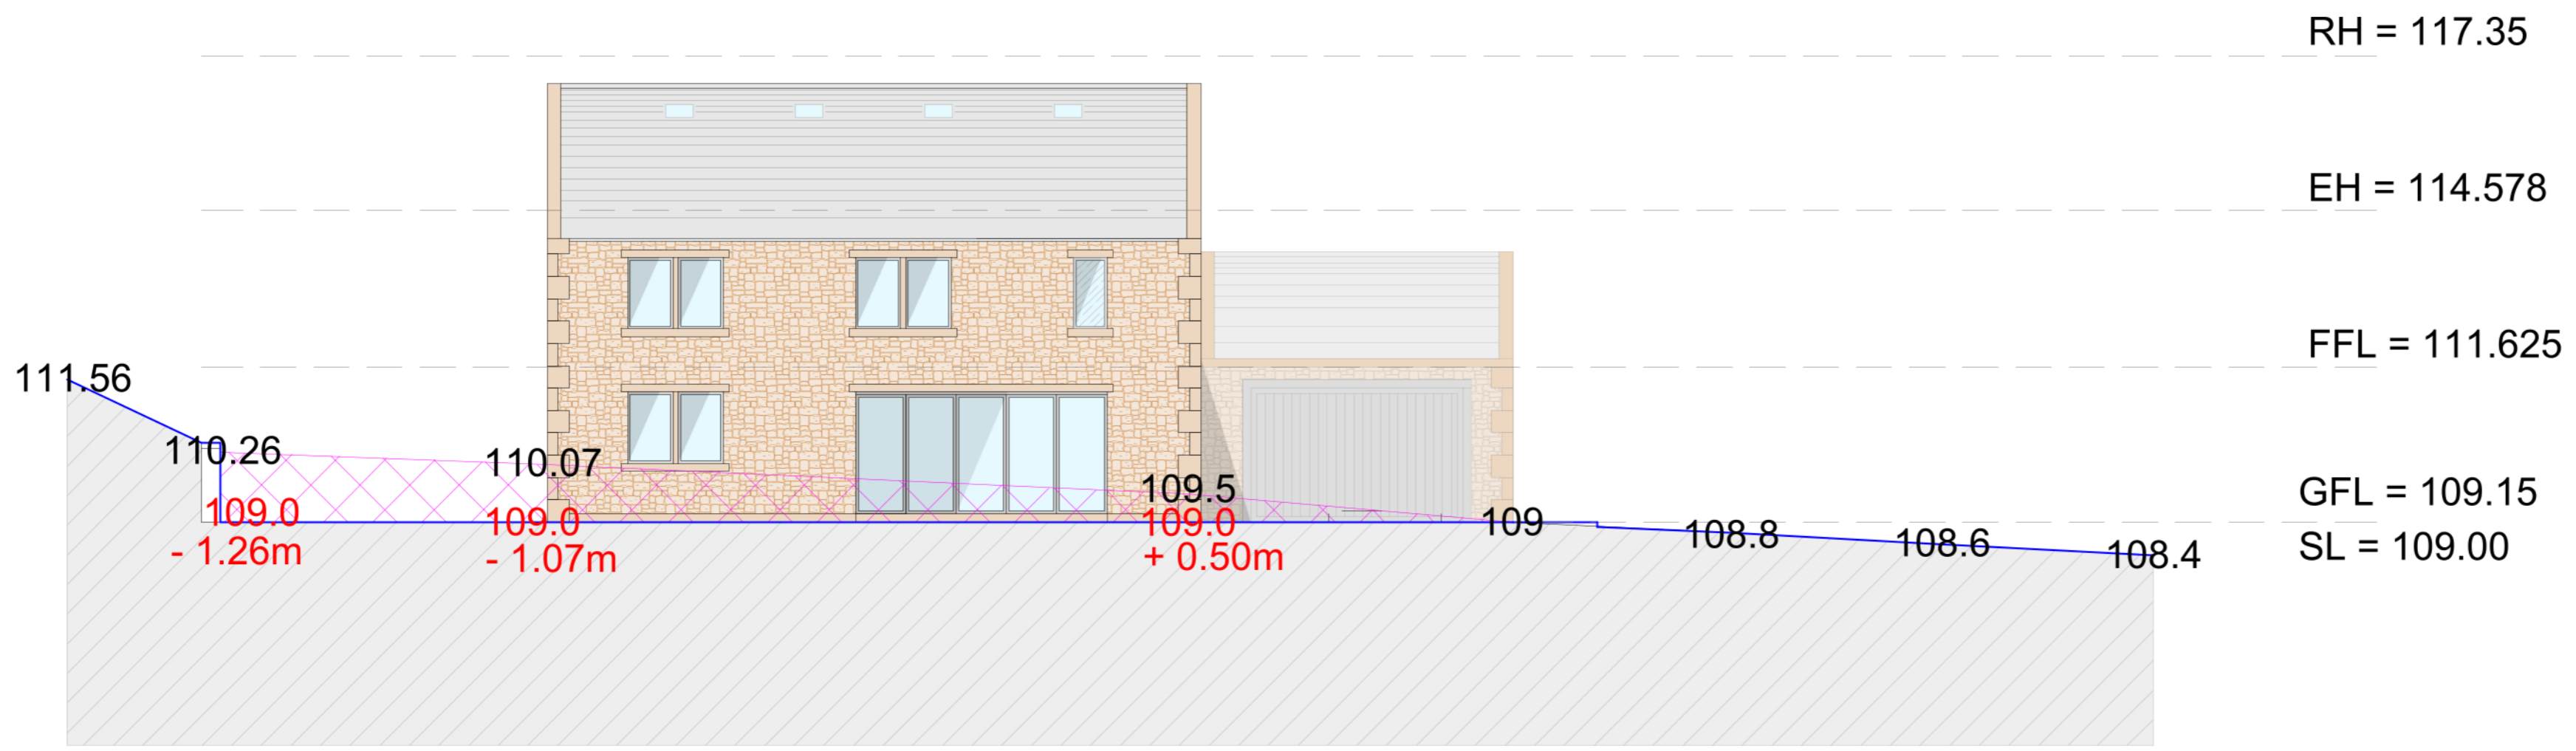 RH = 117.35
EH = 114.578
FFL = 111.625
111.56
110.26
110.07
109.5
GFL = 109.15
109.0
109.0
109.0
109
108.8
108.6
108.4
SL = 109.00
- 1.26m
- 1.07m
+ 0.50m